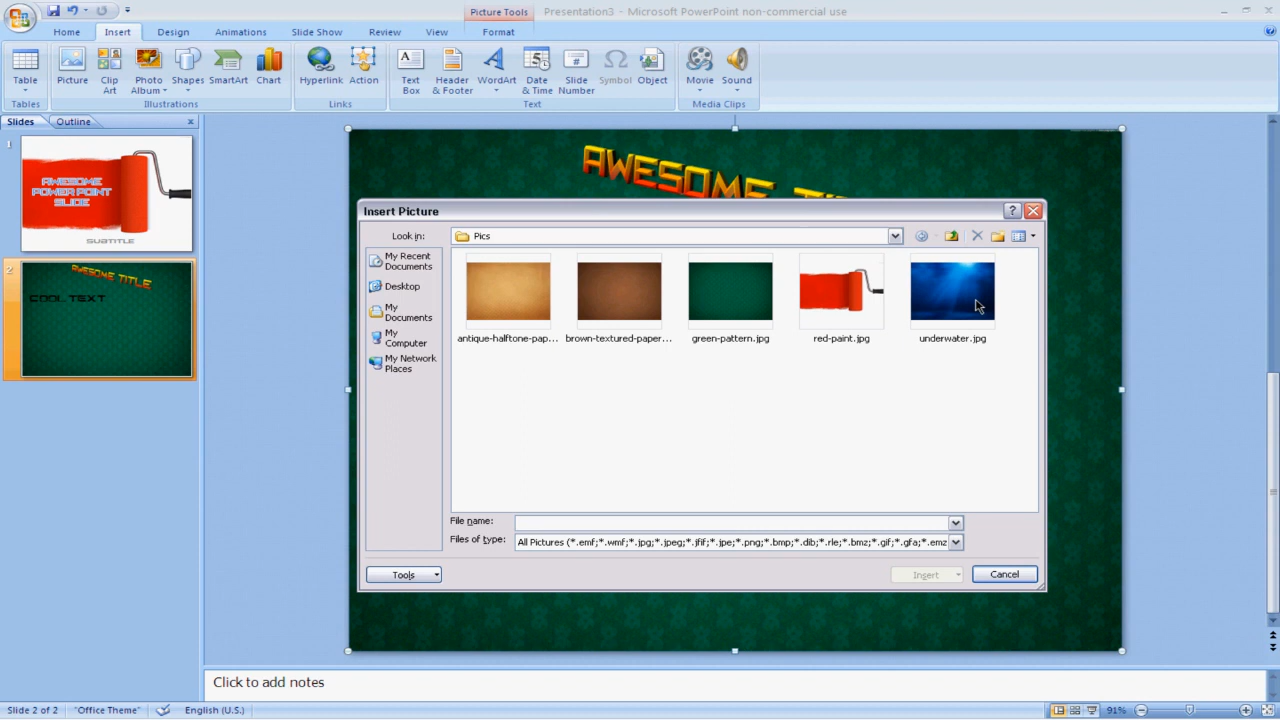 Picture Tools
Presentation3 - Microsoft PowerPoint non-commercial use
Home Insert Design Animations Slide Show Review View Format
Table Picture Clip Art Photo Album Shapes SmartArt Chart Hyperlink Action Text Box Header & Footer WordArt Date & Time Slide Number Symbol Object Movie Sound
Tables Illustrations Links Text Media Clips
Slides Outline
1
AWESOME
POWER POINT
SLIDE
SUBTITLE
2
AWESOME TITLE
COOL TEXT
AWESOME
Insert Picture
Look in: Pics
My Recent Documents
Desktop
My Documents
My Computer
My Network Places
antique-halftone-pap... brown-textured-paper... green-pattern.jpg red-paint.jpg underwater.jpg
File name:
Files of type: All Pictures (*.emf;*.wmf;*.jpg;*.jpeg;*.jfif;*.jpe;*.png;*.bmp;*.dib;*.rle;*.bmz;*.gif;*.gfa;*.emz
Tools Insert Cancel
Click to add notes
Slide 2 of 2 "Office Theme" English (U.S.) 91%